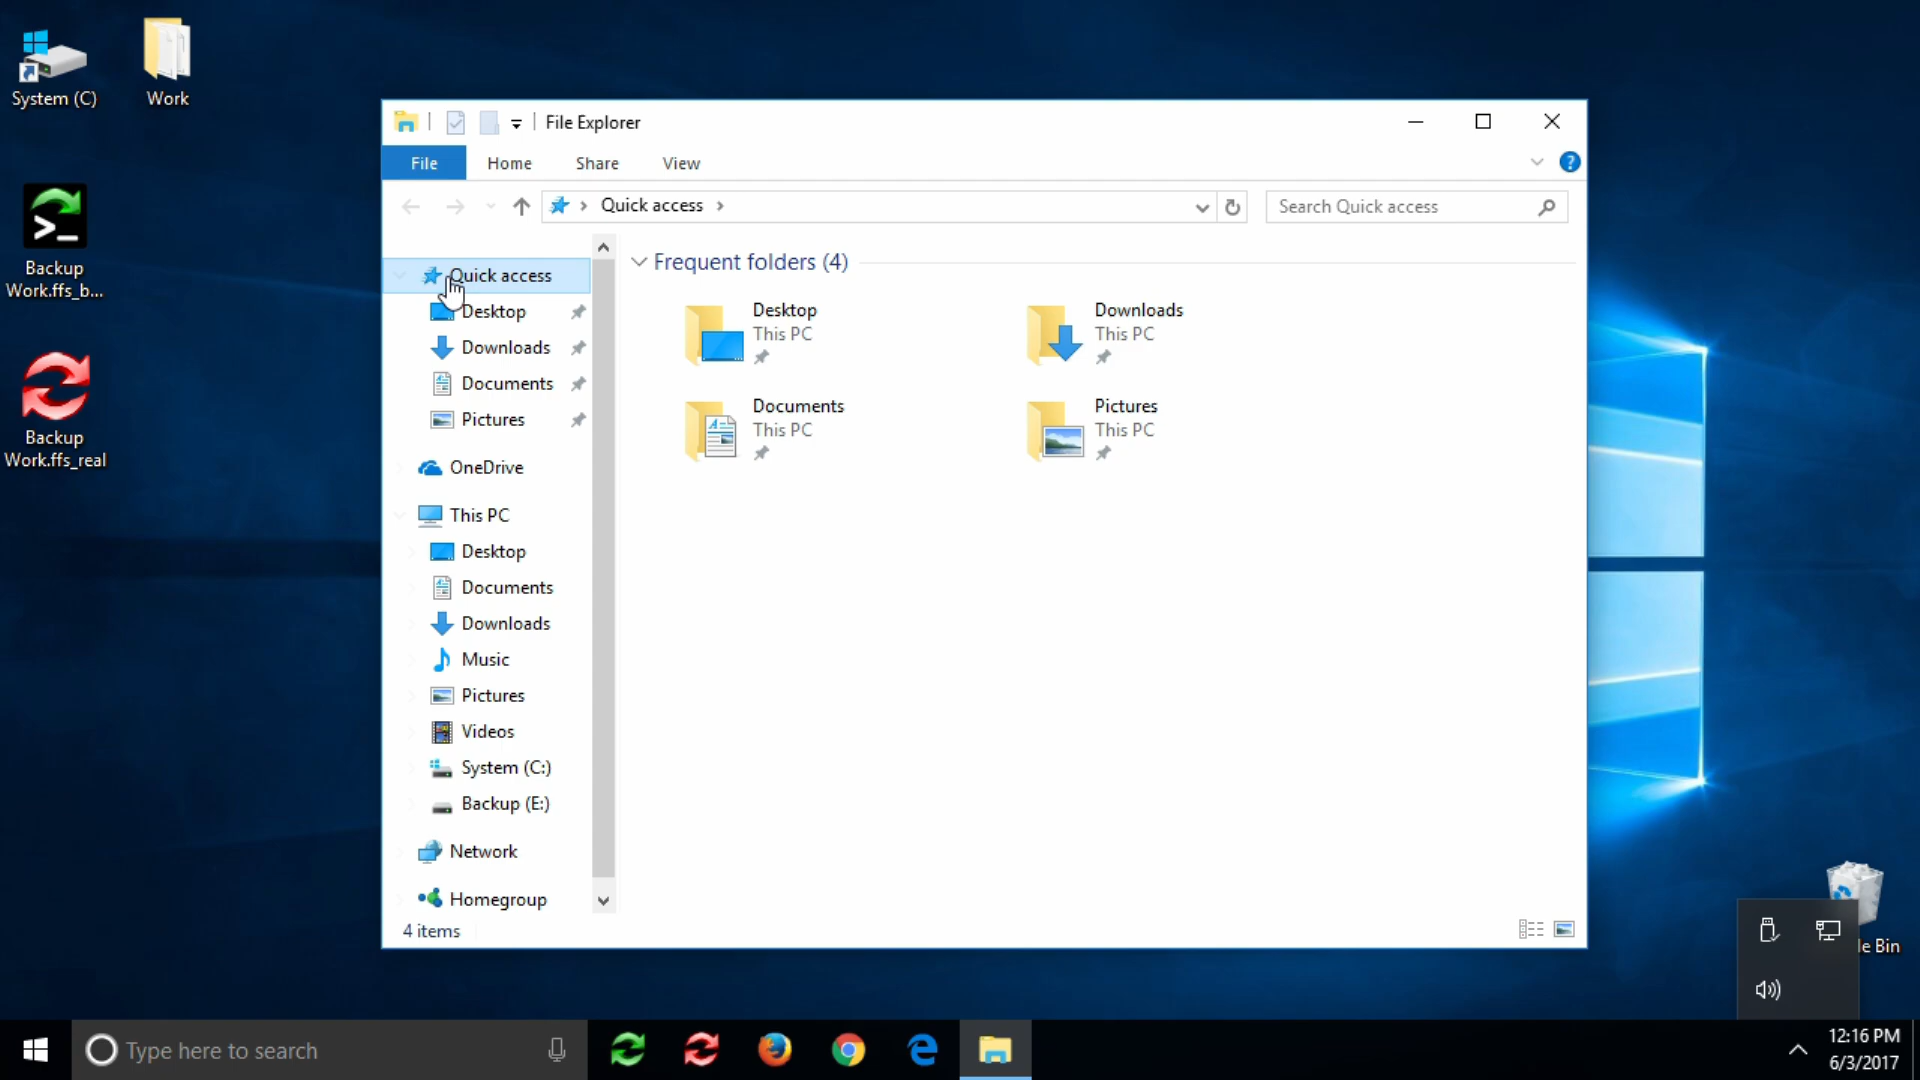 System (C)
Work
Backup
Work.ffs_b...
Backup
Work.ffs_real
File Explorer
File
Home
Share
View
?
Quick access
Search Quick access
Quick access
Desktop
Downloads
Documents
Pictures
OneDrive
This PC
Desktop
Documents
Downloads
Music
Pictures
Videos
System (C:)
Backup (E:)
Network
Homegroup
Frequent folders (4)
Desktop
This PC
Downloads
This PC
Documents
This PC
Pictures
This PC
4 items
le Bin
Type here to search
12:16 PM
6/3/2017